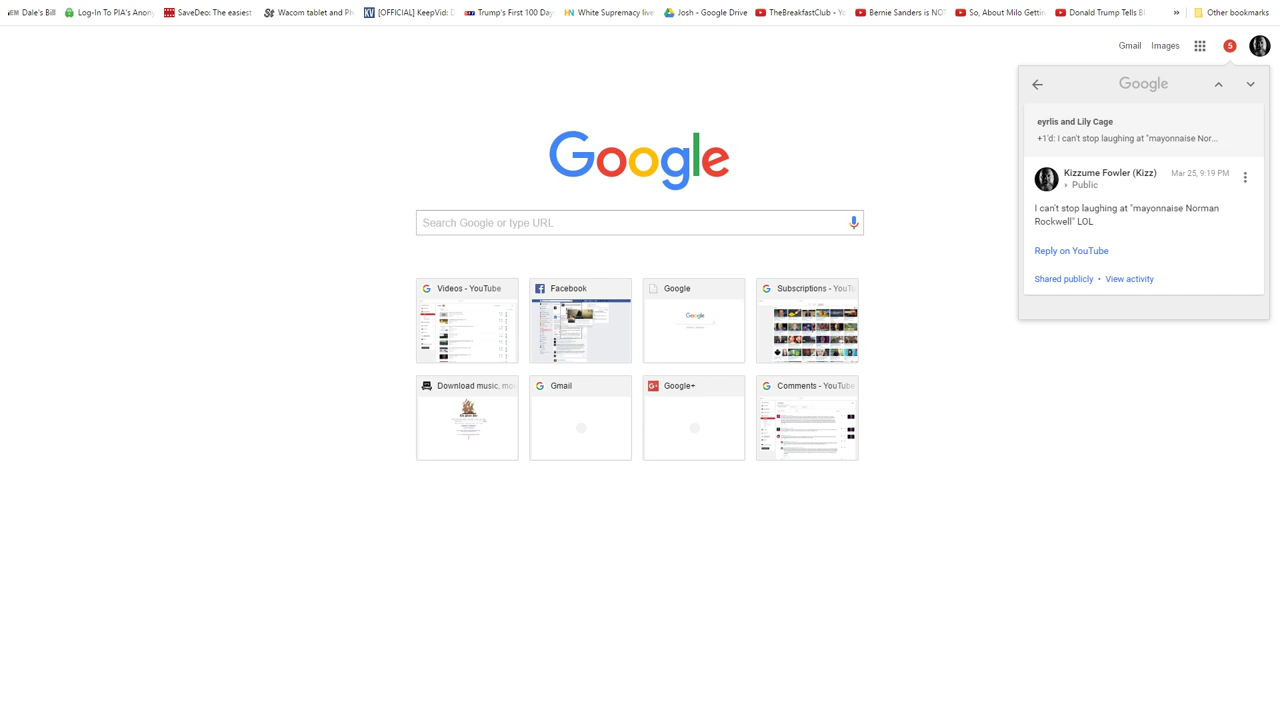 Dale's Bill
Log-In To PIA's Anony
SaveDeo: The easiest
Wacom tablet and Ph
[OFFICIAL] KeepVid: D
Trump's First 100 Day
White Supremacy live
Josh - Google Drive
TheBreakfastClub - Yo
Bernie Sanders is NOT
So, About Milo Gettin
Donald Trump Tells Bl
»
Other bookmarks
Gmail
Images
5
Google
eyrlis and Lily Cage
+1'd: I can't stop laughing at "mayonnaise Nor...
Kizzume Fowler (Kizz)
Mar 25, 9:19 PM
Public
I can't stop laughing at "mayonnaise Norman
Rockwell" LOL
Reply on YouTube
Shared publicly • View activity
Google
Search Google or type URL
Videos - YouTube
Facebook
Google
Subscriptions - YouTu
Download music, mo
Gmail
Google+
Comments - YouTube